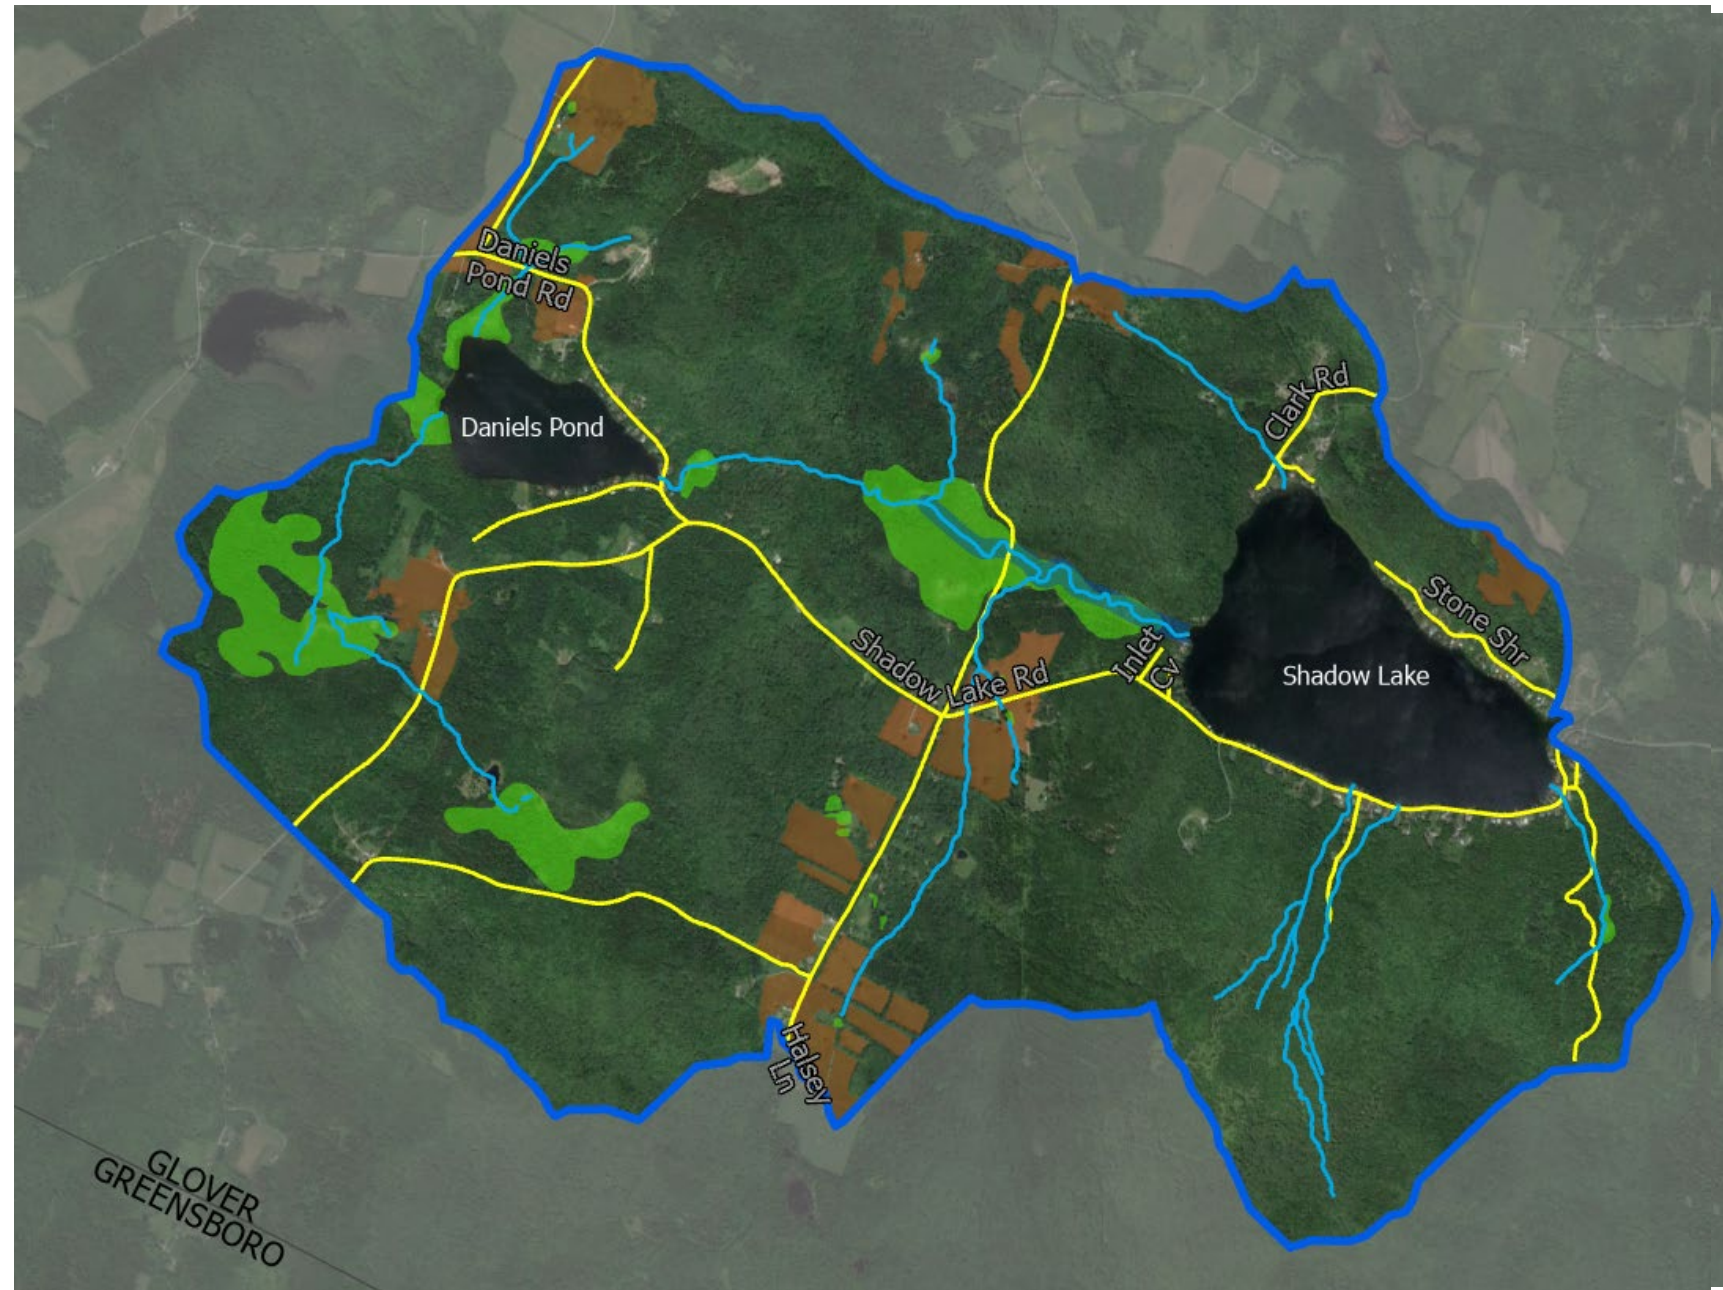 Daniels
Pond Rd
Clark Rd
Daniels Pond
Stone Shr
Inlet
Cv
Shadow
Lake Rd
Shadow Lake
Halsey
Ln
GLOVER
GREENSBORO